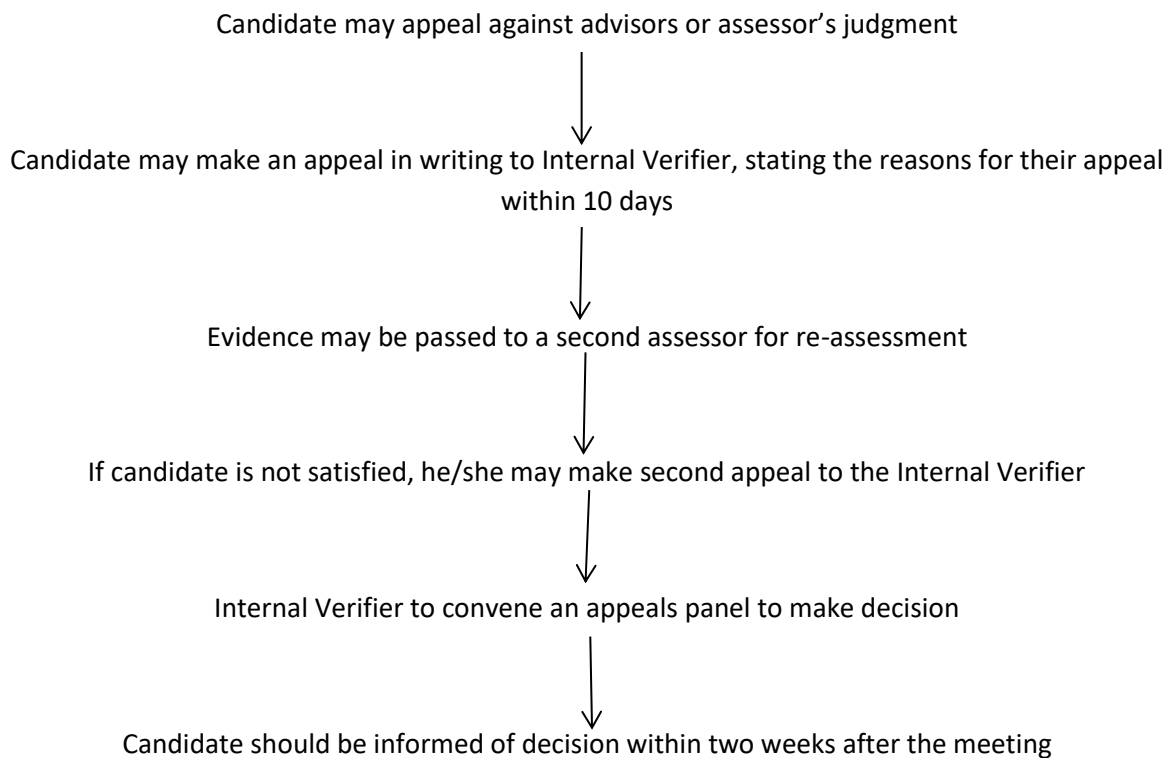 Candidate may appeal against advisors or assessor’s judgment
Candidate may make an appeal in writing to Internal Verifier, stating the reasons for their appeal
within 10 days
Evidence may be passed to a second assessor for re-assessment
If candidate is not satisfied, he/she may make second appeal to the Internal Verifier
Internal Verifier to convene an appeals panel to make decision
Candidate should be informed of decision within two weeks after the meeting